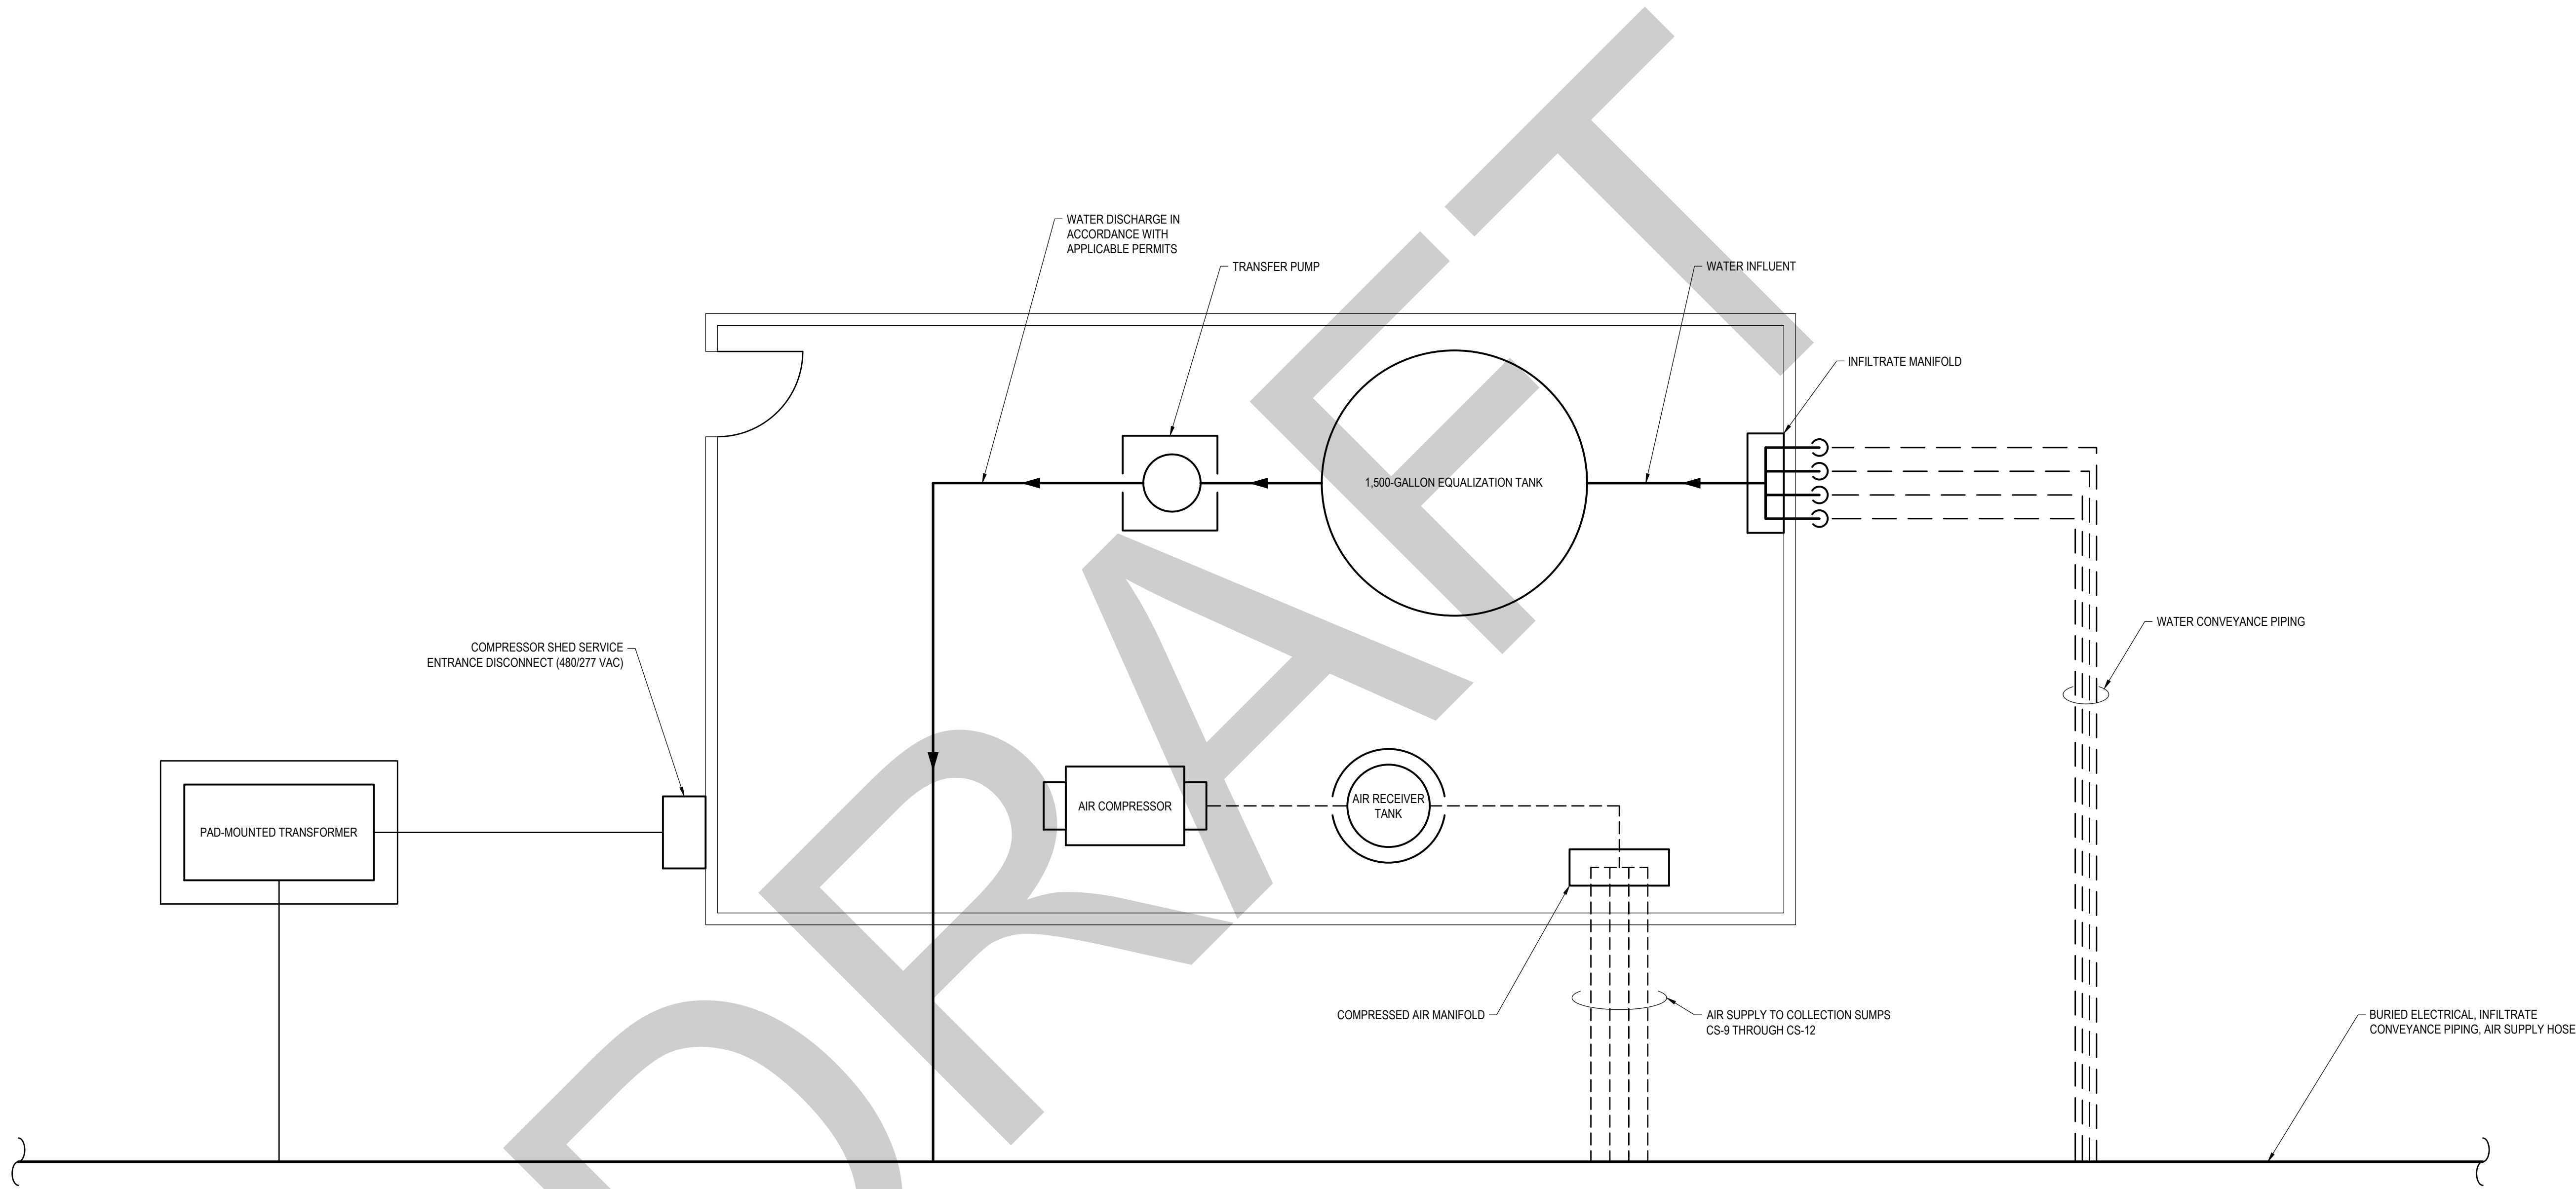 WATER DISCHARGE IN
ACCORDANCE WITH
APPLICABLE PERMITS
TRANSFER PUMP
WATER INFLUENT
INFILTRATE MANIFOLD
1,500-GALLON EQUALIZATION TANK
WATER CONVEYANCE PIPING
COMPRESSOR SHED SERVICE
ENTRANCE DISCONNECT (480/277 VAC)
PAD-MOUNTED TRANSFORMER
AIR COMPRESSOR
AIR RECEIVER
TANK
COMPRESSED AIR MANIFOLD
AIR SUPPLY TO COLLECTION SUMPS
CS-9 THROUGH CS-12
BURIED ELECTRICAL, INFILTRATE
CONVEYANCE PIPING, AIR SUPPLY HOSE
DRAFT